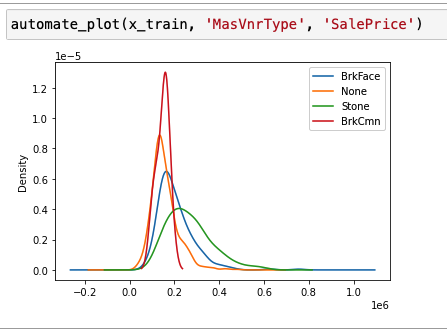 automate_plot(x_train, 'MasVnrType', 'SalePrice')
1e−5
1.2
1.0
0.8
0.6
0.4
0.2
0.0
Density
BrkFace
None
Stone
BrkCmn
−0.2 0.0 0.2 0.4 0.6 0.8 1.0
1e6